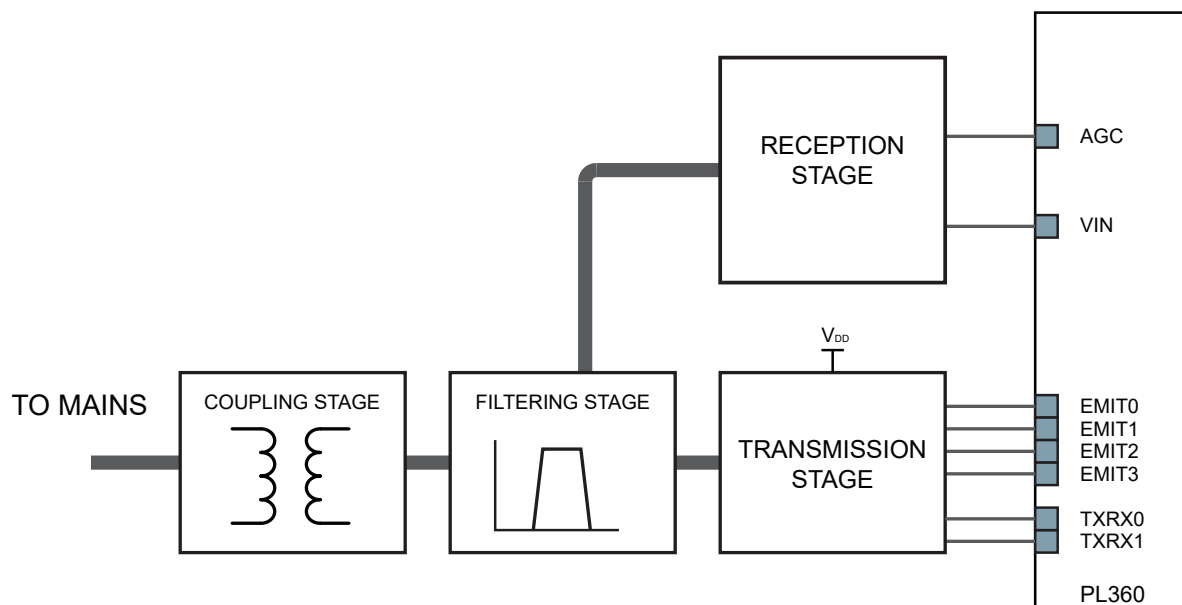 RECEPTION
STAGE
AGC
VIN
VDD
TO MAINS
COUPLING STAGE
FILTERING STAGE
TRANSMISSION
STAGE
EMIT0
EMIT1
EMIT2
EMIT3
TXRX0
TXRX1
PL360